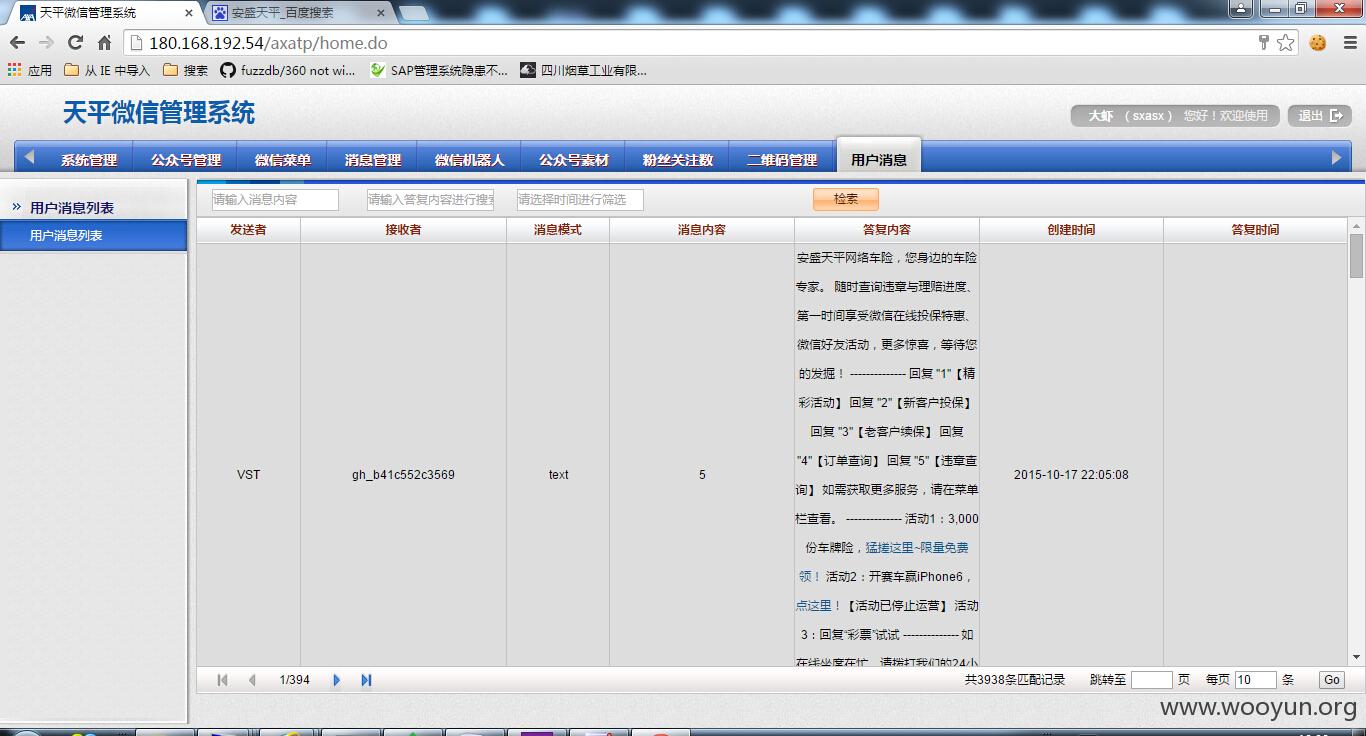 天平微信管理系统
安盛天平_百度搜索
180.168.192.54/axatp/home.do
应用 从 IE 中导入 搜索 fuzzdb/360 not wi... SAP管理系统隐患不... 四川烟草工业有限...
天平微信管理系统
大虾 （ sxasx ） 您好！欢迎使用 退出
系统管理 公众号管理 微信菜单 消息管理 微信机器人 公众号素材 粉丝关注数 二维码管理 用户消息
» 用户消息列表
用户消息列表
请输入消息内容 请输入答复内容进行搜索 请选择时间进行筛选 检索
发送者 接收者 消息模式 消息内容 答复内容 创建时间 答复时间
安盛天平网络车险，您身边的车险
专家。 随时查询违章与理赔进度、
第一时间享受微信在线投保特惠、
微信好友活动，更多惊喜，等待您
的发掘！ -------------- 回复 "1"【精
彩活动】 回复 "2"【新客户投保】
回复 "3"【老客户续保】 回复
"4"【订单查询】 回复 "5"【违章查
VST gh_b41c552c3569 text 5 2015-10-17 22:05:08
询】 如需获取更多服务，请在菜单
栏查看。 -------------- 活动1：3,000
份车牌险，猛搓这里~限量免费
领！ 活动2：开赛车赢iPhone6，
点这里！【活动已停止运营】 活动
3：回复“彩票”试试 -------------- 如
在线坐席在忙，请拨打我们的24小
1/394 共3938条匹配记录 跳转至 页 每页 10 条 Go
www.wooyun.org